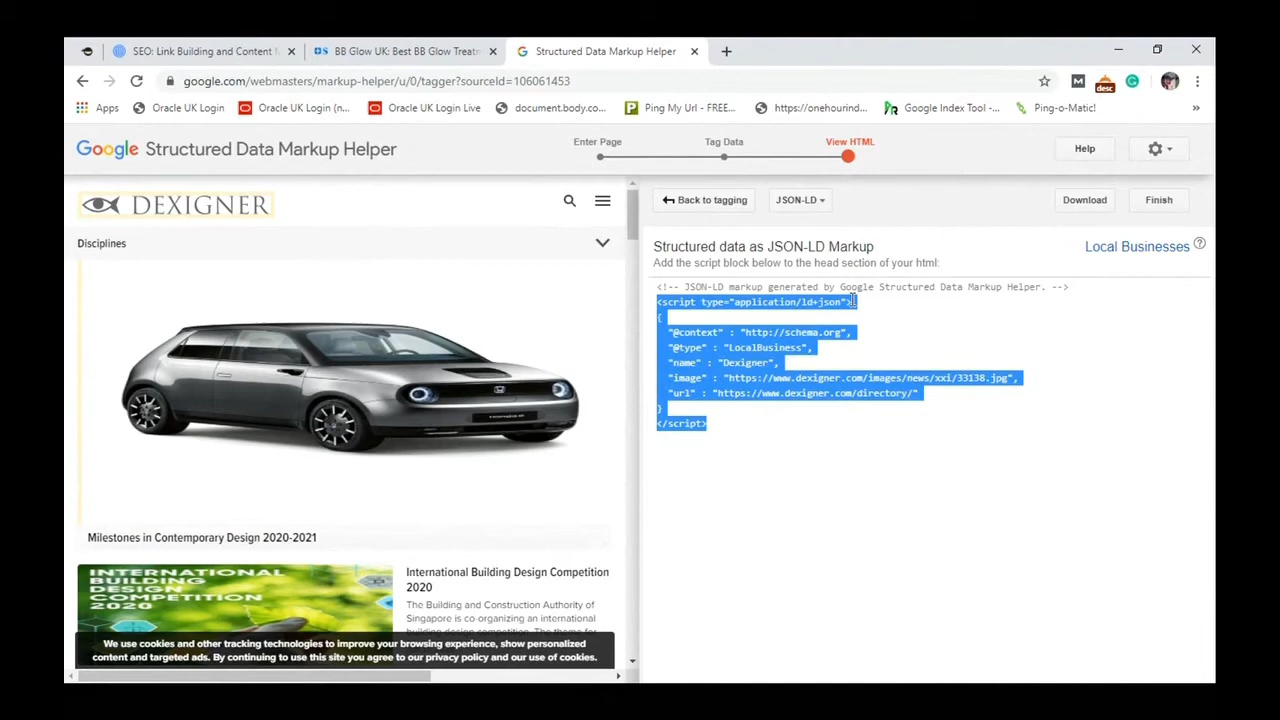 SEO: Link Building and Content
BB Glow UK: Best BB Glow Treatm
Structured Data Markup Helper
google.com/webmasters/markup-helper/u/0/tagger?sourceId=106061453
Apps
Oracle UK Login
Oracle UK Login (n...
Oracle UK Login Live
document.body.co...
Ping My Url - FREE...
https://onehourind...
Google Index Tool -...
Ping-o-Matic!
»
desc
Google Structured Data Markup Helper
Enter Page
Tag Data
View HTML
Help
DEXIGNER
Back to tagging
JSON-LD
Download
Finish
Disciplines
Structured data as JSON-LD Markup
Local Businesses ?
Add the script block below to the head section of your html:
<!-- JSON-LD markup generated by Google Structured Data Markup Helper. -->
<script type="application/ld+json">
{
"@context" : "http://schema.org",
"@type" : "LocalBusiness",
"name" : "Dexigner",
"image" : "https://www.dexigner.com/images/news/xxi/33138.jpg",
"url" : "https://www.dexigner.com/directory/"
}
</script>
Milestones in Contemporary Design 2020-2021
INTERNATIONAL
BUILDING
DESIGN
COMPETITION
2020
International Building Design Competition
2020
The Building and Construction Authority of
Singapore is co-organizing an international
We use cookies and other tracking technologies to improve your browsing experience, show personalized
content and targeted ads. By continuing to use this site you agree to our privacy policy and our use of cookies.